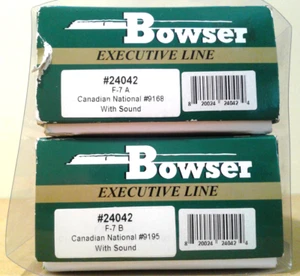 Bowser
EXECUTIVE LINE
#24042
F-7 A
Canadian National #9168
With Sound
Bowser
EXECUTIVE LINE
#24042
F-7 B
Canadian National #9195
With Sound